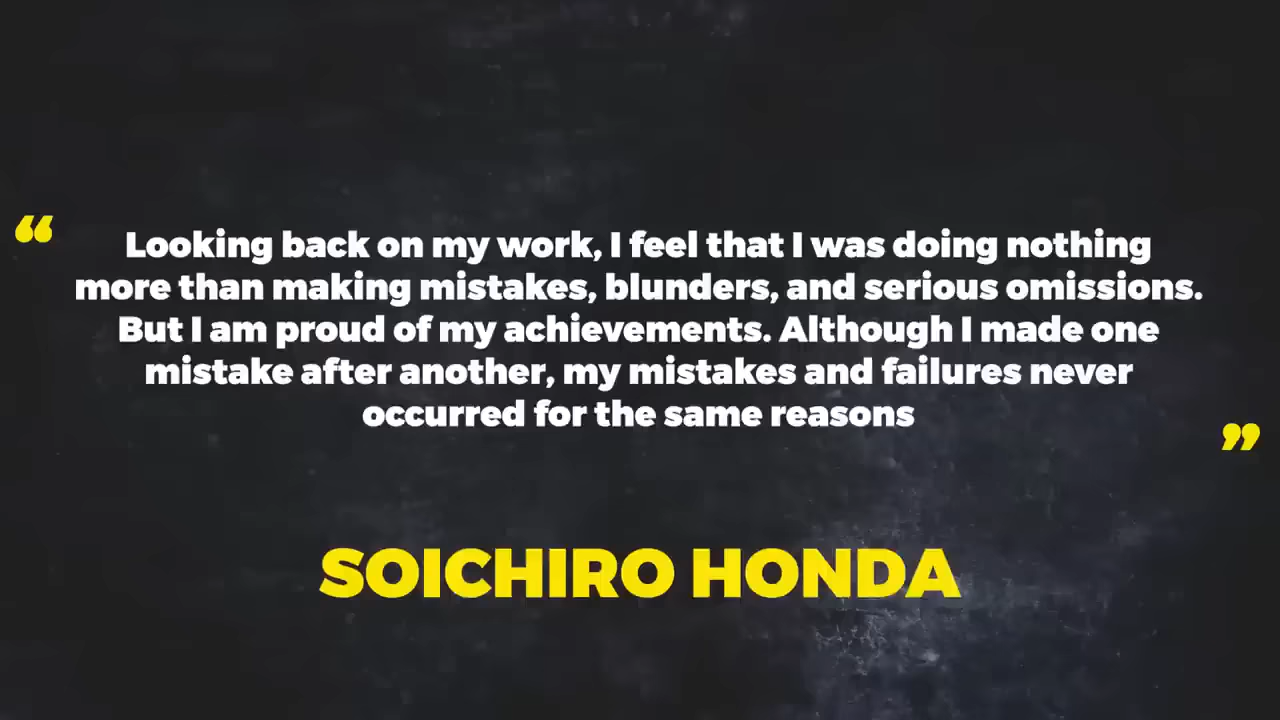 “
Looking back on my work, I feel that I was doing nothing
more than making mistakes, blunders, and serious omissions.
But I am proud of my achievements. Although I made one
mistake after another, my mistakes and failures never
occurred for the same reasons
”
SOICHIRO HONDA